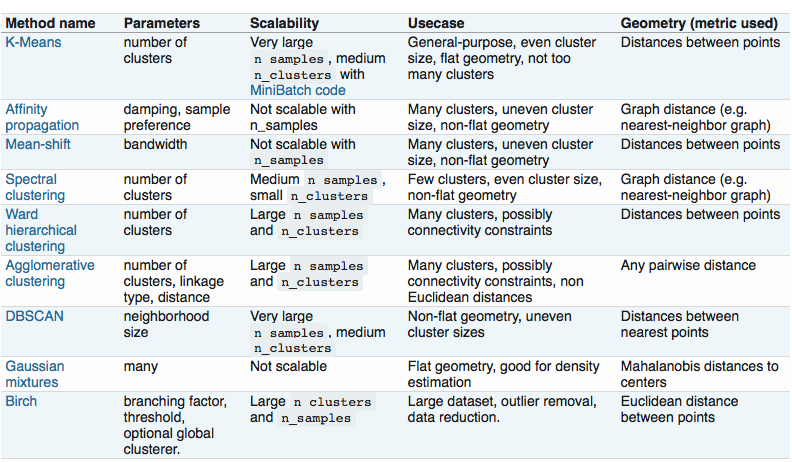 Method name Parameters Scalability Usecase Geometry (metric used)
K-Means number of Very large General-purpose, even cluster Distances between points
clusters n samples , medium size, flat geometry, not too
n_clusters with many clusters
MiniBatch code
Affinity damping, sample Not scalable with Many clusters, uneven cluster Graph distance (e.g.
propagation preference n_samples size, non-flat geometry nearest-neighbor graph)
Mean-shift bandwidth Not scalable with Many clusters, uneven cluster Distances between points
n_samples size, non-flat geometry
Spectral number of Medium n samples , Few clusters, even cluster size, Graph distance (e.g.
clustering clusters small n_clusters non-flat geometry nearest-neighbor graph)
Ward number of Large n samples Many clusters, possibly Distances between points
hierarchical clusters and n_clusters connectivity constraints
clustering
Agglomerative number of Large n samples Many clusters, possibly Any pairwise distance
clustering clusters, linkage and n_clusters connectivity constraints, non
type, distance Euclidean distances
DBSCAN neighborhood Very large Non-flat geometry, uneven Distances between
size n samples , medium cluster sizes nearest points
n_clusters
Gaussian many Not scalable Flat geometry, good for density Mahalanobis distances to
mixtures estimation centers
Birch branching factor, Large n clusters Large dataset, outlier removal, Euclidean distance
threshold, and n_samples data reduction. between points
optional global
clusterer.